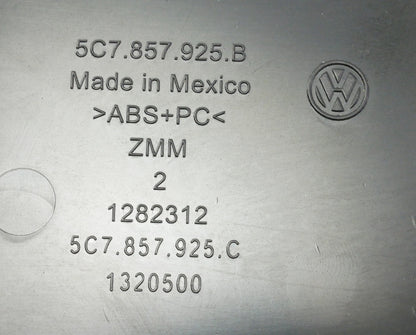 5C7.857.925.B
Made in Mexico
>ABS+PC<
ZMM
2
1282312
5C7.857.925.C
1320500